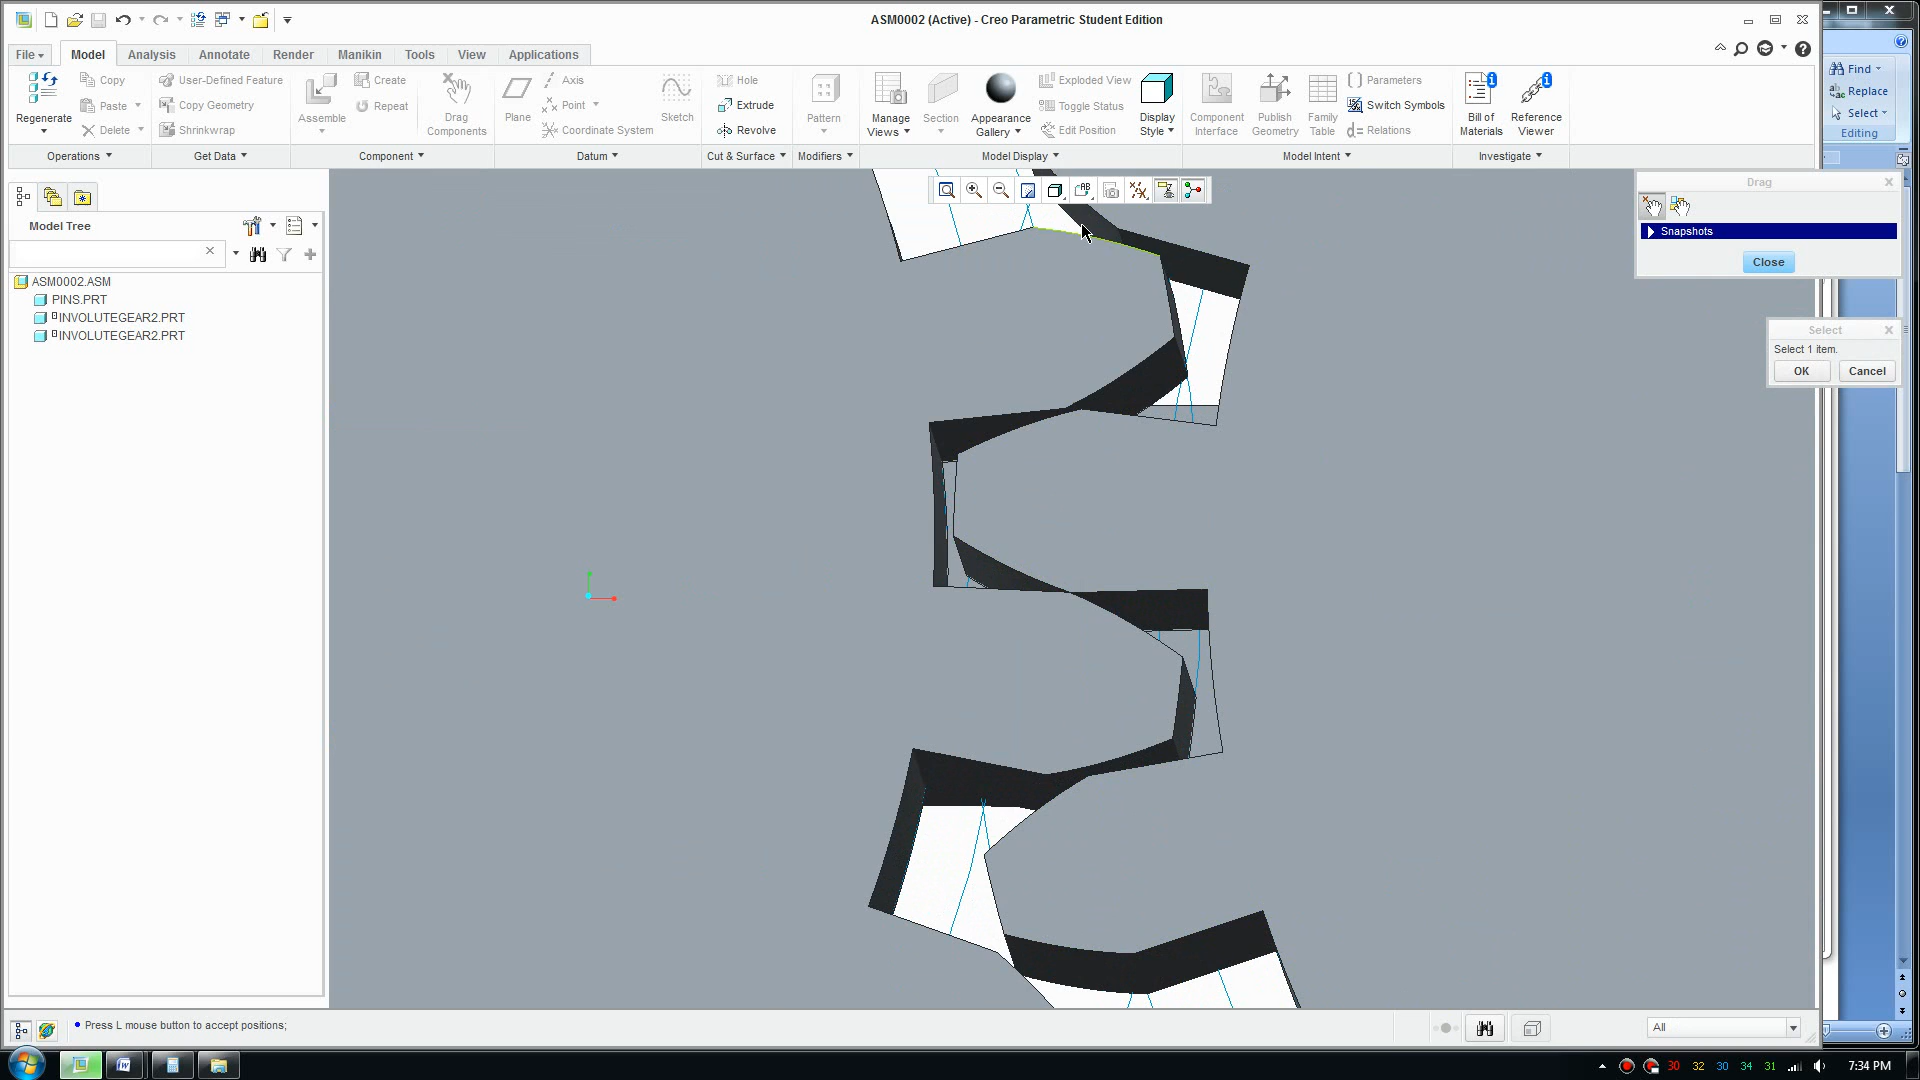 ASM0002 (Active) - Creo Parametric Student Edition
File Model Analysis Annotate Render Manikin Tools View Applications
Regenerate
Copy
Paste
Delete
Operations
User-Defined Feature
Copy Geometry
Shrinkwrap
Get Data
Assemble
Create
Repeat
Component
Drag
Components
Plane
Axis
Point
Coordinate System
Sketch
Datum
Hole
Extrude
Revolve
Cut & Surface
Pattern
Modifiers
Manage
Views
Section
Appearance
Gallery
Exploded View
Toggle Status
Edit Position
Display
Style
Model Display
Component
Interface
Publish
Geometry
Family
Table
Parameters
Switch Symbols
Relations
Model Intent
Bill of
Materials
Reference
Viewer
Investigate
Find
Replace
Select
Editing
Model Tree
ASM0002.ASM
PINS.PRT
INVOLUTEGEAR2.PRT
INVOLUTEGEAR2.PRT
Drag
Snapshots
Close
Select
Select 1 item.
OK Cancel
Press L mouse button to accept positions;
All
30 32 30 34 31 7:34 PM